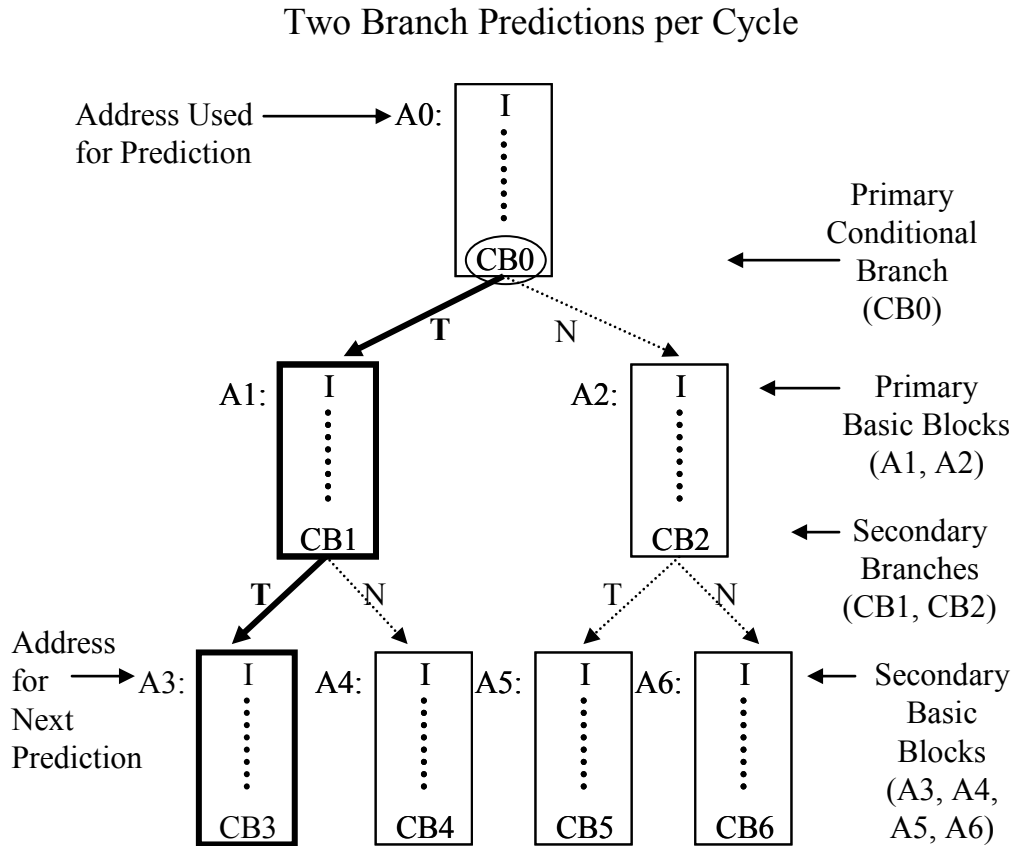 Two Branch Predictions per Cycle
Address Used
for Prediction
A0:
I
CB0
Primary
Conditional
Branch
(CB0)
T
N
A1:
I
CB1
A2:
I
CB2
Primary
Basic Blocks
(A1, A2)
Secondary
Branches
(CB1, CB2)
T
N
T
N
Address
for
Next
Prediction
A3:
I
CB3
A4:
I
CB4
A5:
I
CB5
A6:
I
CB6
Secondary
Basic
Blocks
(A3, A4,
A5, A6)